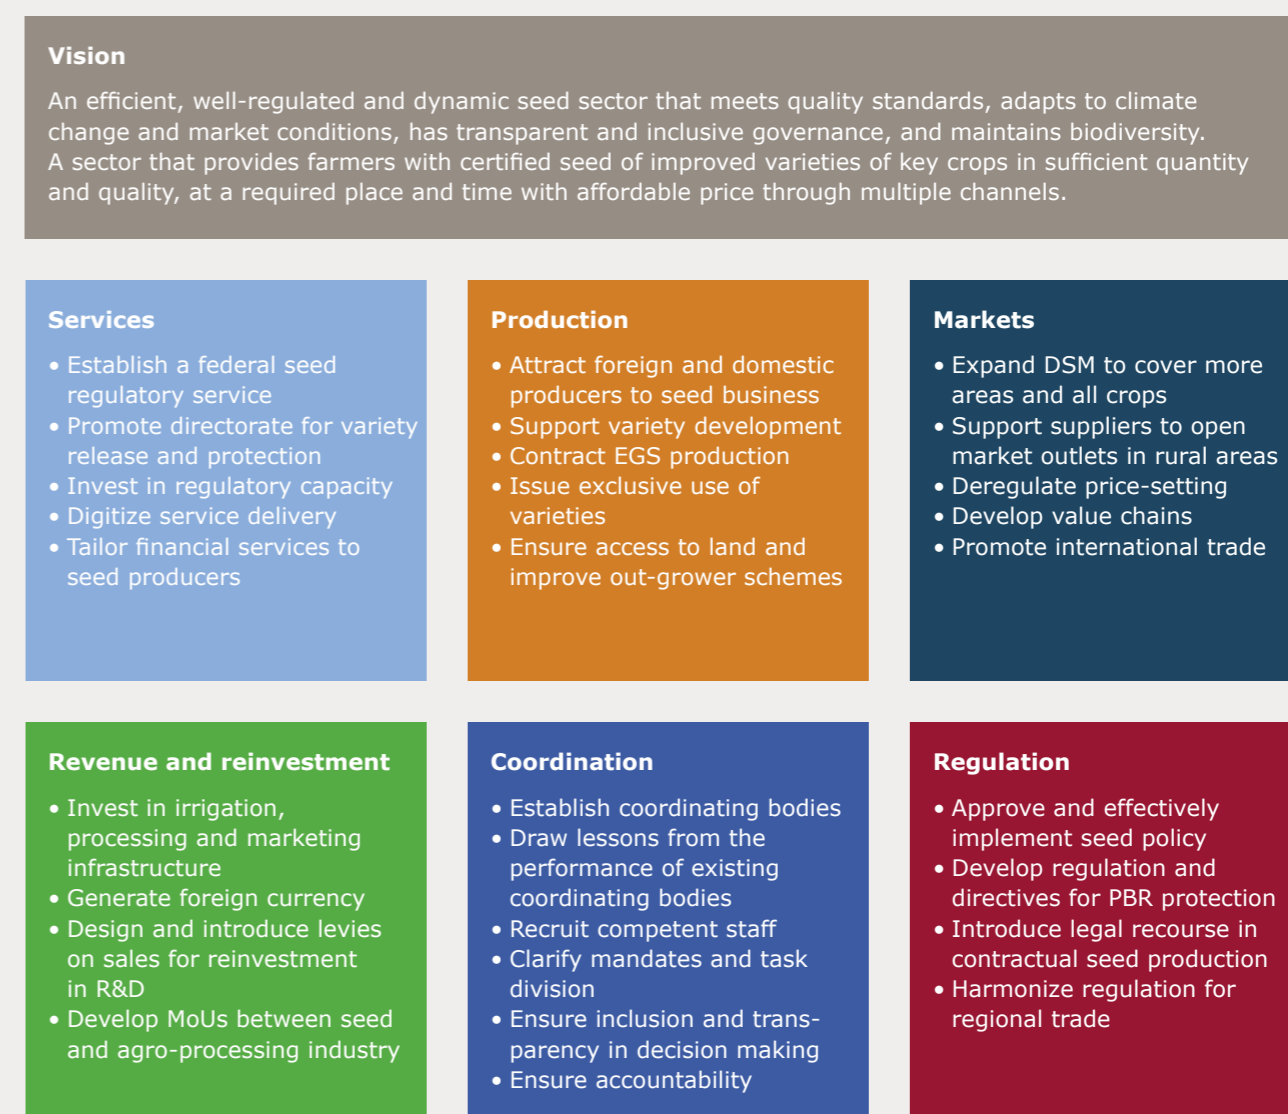 Vision
An efficient, well-regulated and dynamic seed sector that meets quality standards, adapts to climate
change and market conditions, has transparent and inclusive governance, and maintains biodiversity.
A sector that provides farmers with certified seed of improved varieties of key crops in sufficient quantity
and quality, at a required place and time with affordable price through multiple channels.
Services
• Establish a federal seed
regulatory service
• Promote directorate for variety
release and protection
• Invest in regulatory capacity
• Digitize service delivery
• Tailor financial services to
seed producers
Production
• Attract foreign and domestic
producers to seed business
• Support variety development
• Contract EGS production
• Issue exclusive use of
varieties
• Ensure access to land and
improve out-grower schemes
Markets
• Expand DSM to cover more
areas and all crops
• Support suppliers to open
market outlets in rural areas
• Deregulate price-setting
• Develop value chains
• Promote international trade
Revenue and reinvestment
• Invest in irrigation,
processing and marketing
infrastructure
• Generate foreign currency
• Design and introduce levies
on sales for reinvestment
in R&D
• Develop MoUs between seed
and agro-processing industry
Coordination
• Establish coordinating bodies
• Draw lessons from the
performance of existing
coordinating bodies
• Recruit competent staff
• Clarify mandates and task
division
• Ensure inclusion and trans-
parency in decision making
• Ensure accountability
Regulation
• Approve and effectively
implement seed policy
• Develop regulation and
directives for PBR protection
• Introduce legal recourse in
contractual seed production
• Harmonize regulation for
regional trade